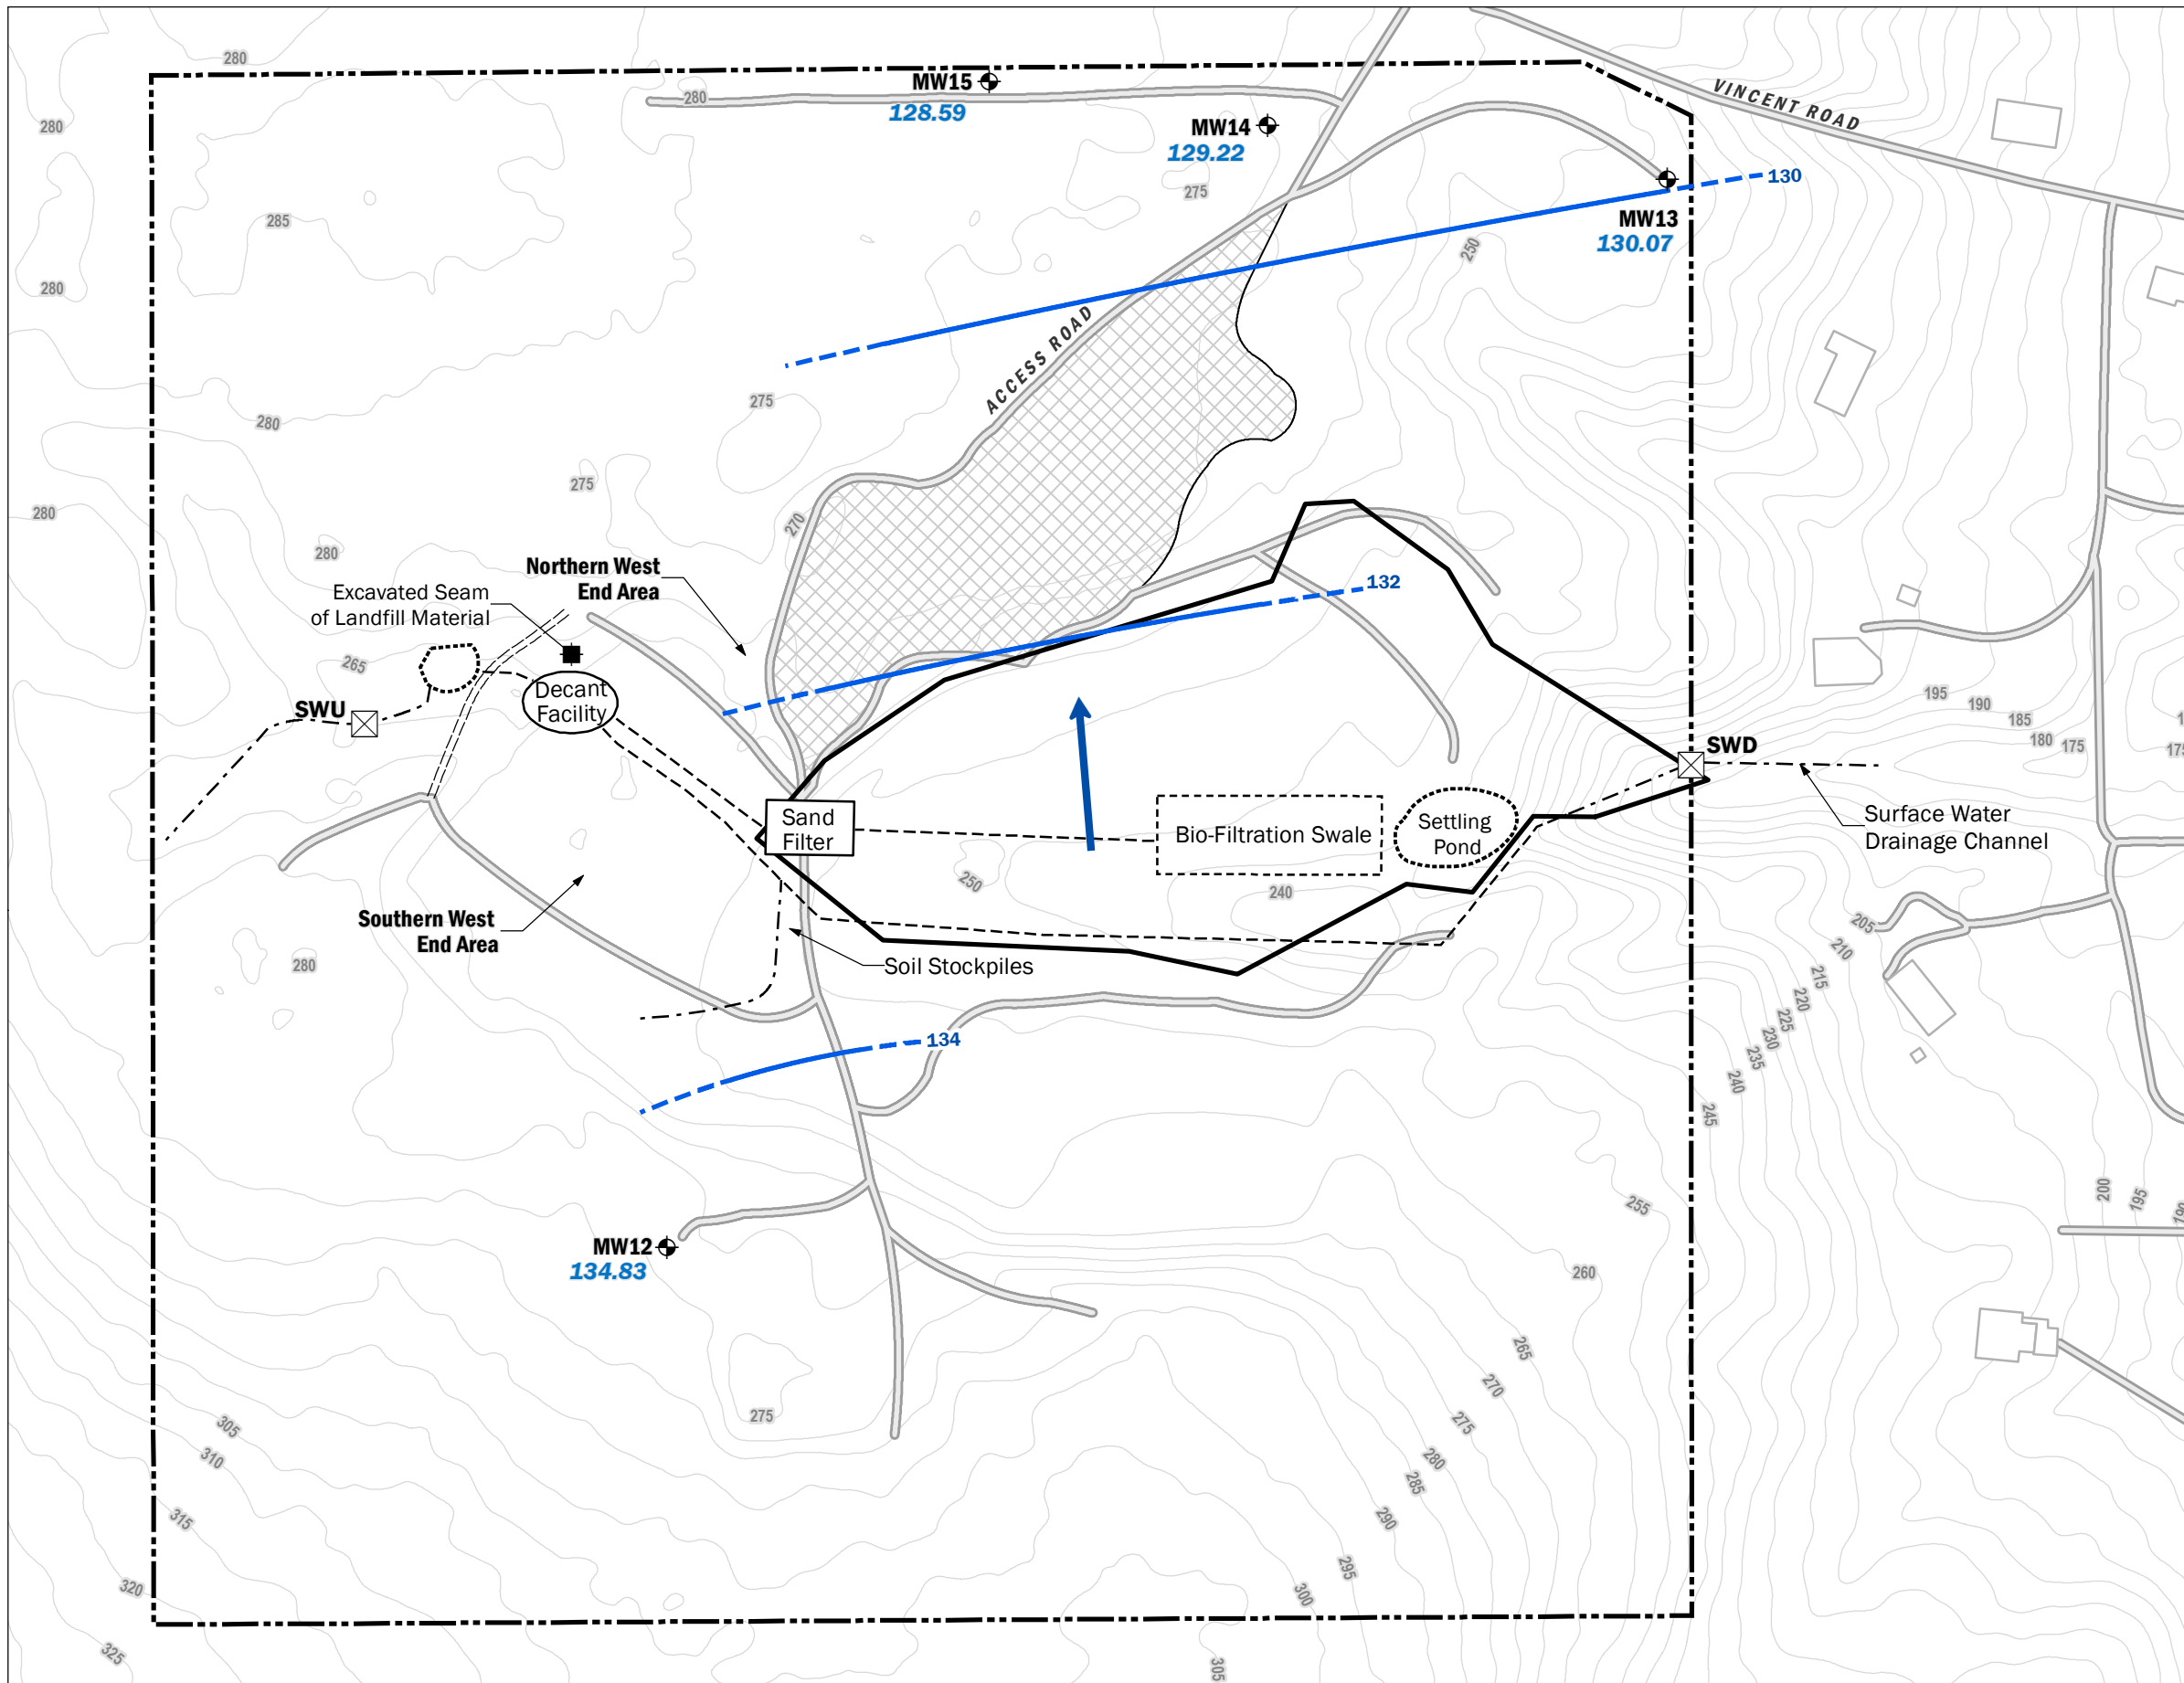 280
VINCENT ROAD
MW15
280
128.59
280
MW14
129.22
275
130
285
MW13
130.07
250
280
ACCESS ROAD
275
280
275
280
270
280
Northern West
End Area
132
Excavated Seam
of Landfill Material
265
Decant
Facility
SWU
195
190
185
180
175
SWD
Sand
Filter
Bio-Filtration Swale
Settling
Pond
Surface Water
Drainage Channel
250
240
Southern West
End Area
205
210
280
Soil Stockpiles
215
220
225
230
235
134
240
245
200
195
255
MW12
134.83
260
265
270
275
275
305
310
280
285
290
315
295
300
320
325
305